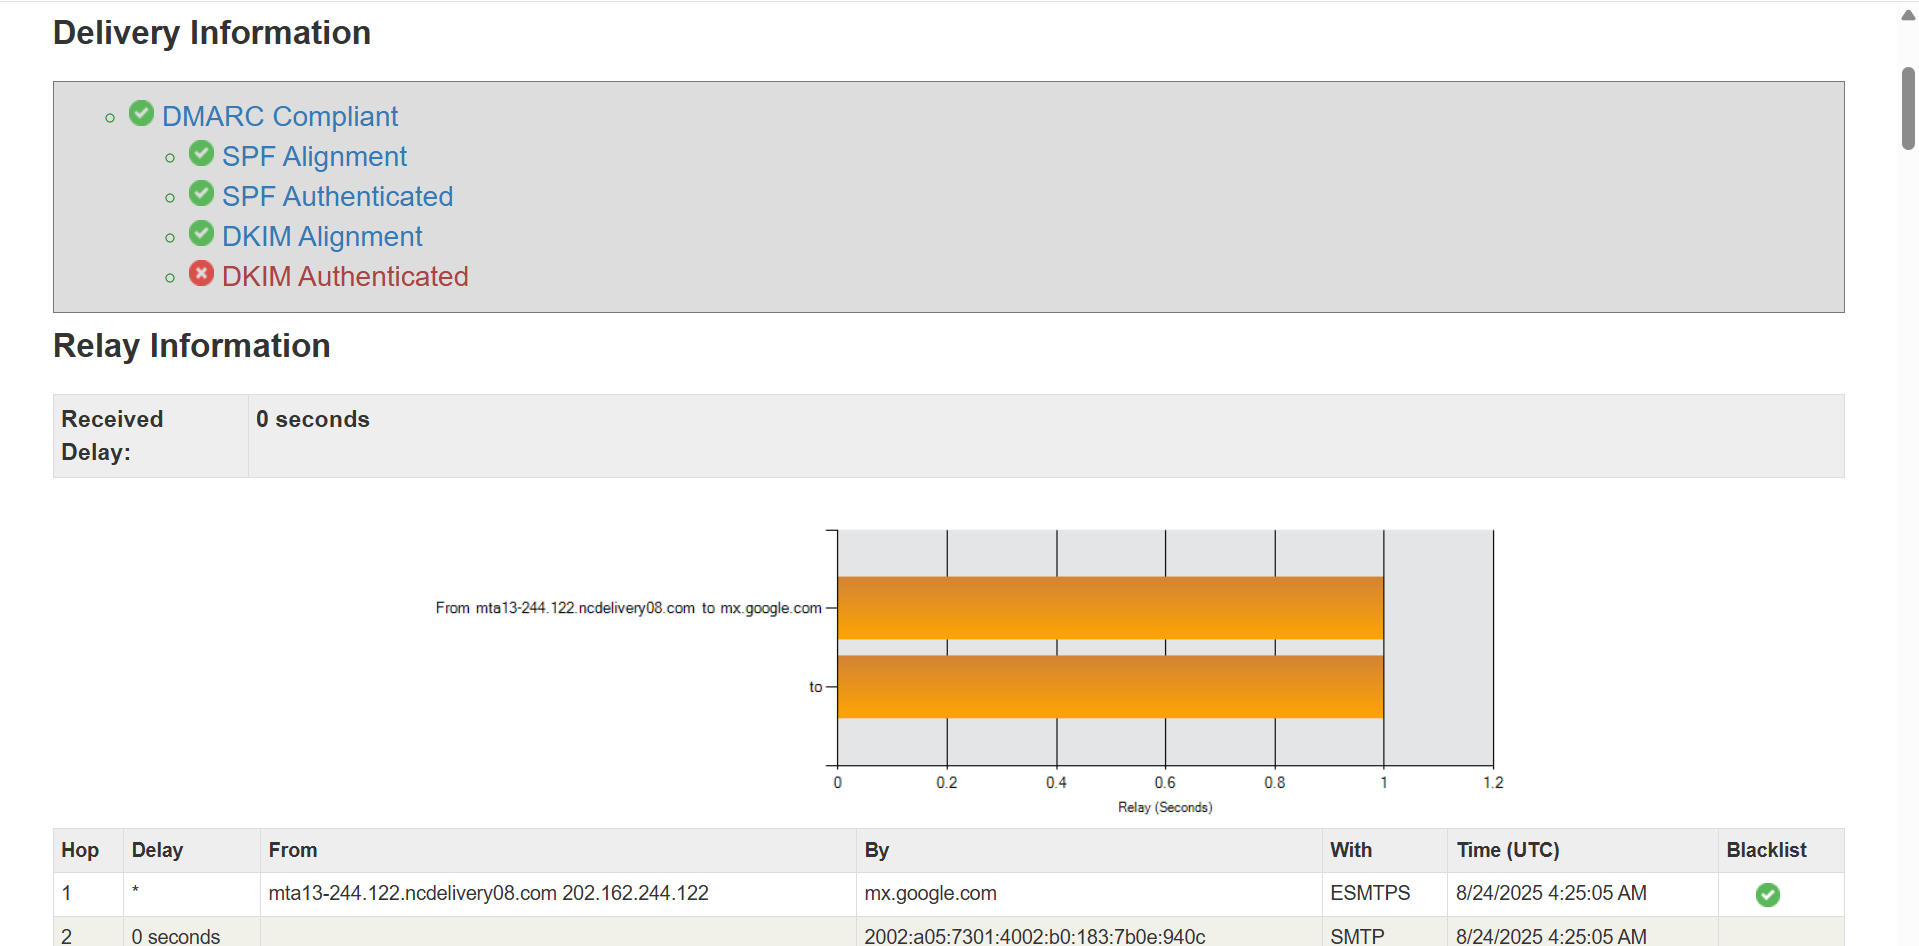 Delivery Information
DMARC Compliant
SPF Alignment
SPF Authenticated
DKIM Alignment
DKIM Authenticated
Relay Information
Received Delay: 0 seconds
From mta13-244.122.ncdelivery08.com to mx.google.com
to
0 0.2 0.4 0.6 0.8 1 1.2
Relay (Seconds)
Hop Delay From By With Time (UTC) Blacklist
1 * mta13-244.122.ncdelivery08.com 202.162.244.122 mx.google.com ESMTPS 8/24/2025 4:25:05 AM
2 0 seconds 2002:a05:7301:4002:b0:183:7b0e:940c SMTP 8/24/2025 4:25:05 AM